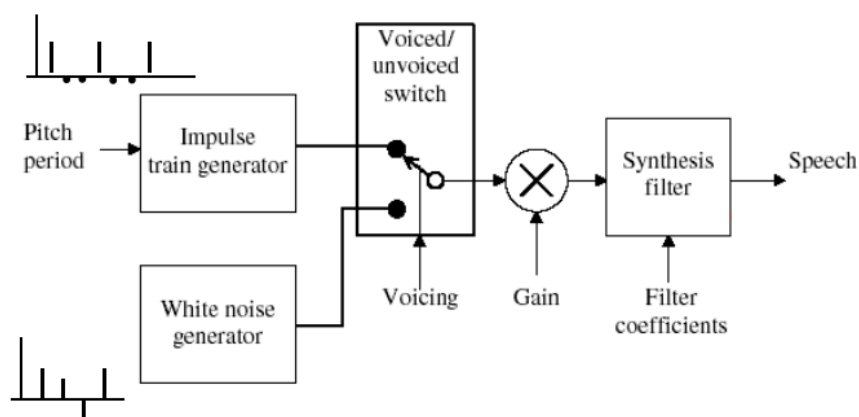 Voiced/
unvoiced
switch
Pitch
period
Impulse
train generator
Synthesis
filter
Speech
White noise
generator
Voicing
Gain
Filter
coefficients